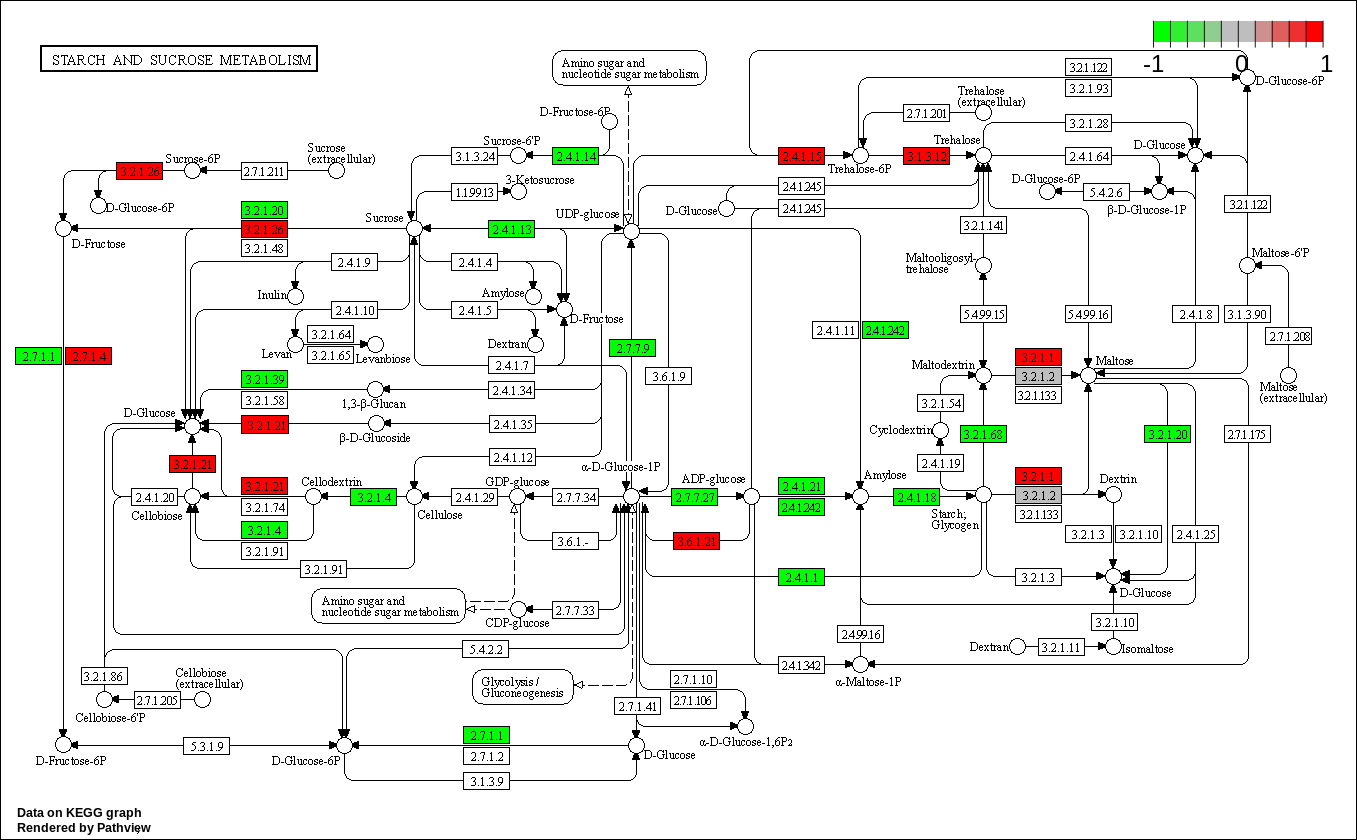 STARCH AND SUCROSE METABOLISM
-1 0 1
Amino sugar and
nucleotide sugar metabolism
3.2.1.122
3.2.1.93
D-Glucose-6P
D-Fructose-6P
2.7.1.201
Trehalose
(extracellular)
3.2.1.28
Sucrose-6'P
3.1.3.24
2.4.1.14
2.4.1.15
3.1.3.12
Trehalose
2.4.1.64
D-Glucose
Trehalose-6P
3.2.1.26
Sucrose-6P
2.7.1.211
Sucrose
(extracellular)
D-Glucose-6P
1.1.99.13
3-Ketosucrose
2.4.1.245
D-Glucose-6P
5.4.2.6
β-D-Glucose-1P
3.2.1.122
3.2.1.20
3.2.1.26
3.2.1.48
D-Fructose
Sucrose
2.4.1.13
UDP-glucose
D-Glucose
2.4.1.245
3.2.1.141
Maltooligosyl-
trehalose
Maltose-6'P
2.4.1.9
Inulin
2.4.1.4
Amylose
2.4.1.10
2.4.1.5
D-Fructose
5.4.99.15
5.4.99.16
2.4.1.8
3.1.3.90
3.2.1.64
3.2.1.65
Levan
Levanbiose
Dextran
2.4.1.11
2.4.1.242
2.7.1.208
2.7.1.1
2.7.1.4
2.7.7.9
2.4.1.7
3.6.1.9
Maltodextrin
3.2.1.1
3.2.1.2
3.2.1.133
Maltose
Maltose
(extracellular)
3.2.1.39
3.2.1.58
1,3-β-Glucan
2.4.1.34
3.2.1.54
D-Glucose
3.2.1.21
β-D-Glucoside
2.4.1.35
Cyclodextrin
3.2.1.68
3.2.1.20
2.7.1.175
3.2.1.21
2.4.1.12
α-D-Glucose-1P
2.4.1.19
2.4.1.20
Cellobiose
3.2.1.21
3.2.1.74
3.2.1.4
3.2.1.91
Cellodextrin
3.2.1.4
Cellulose
2.4.1.29
GDP-glucose
2.7.7.34
2.7.7.27
ADP-glucose
2.4.1.21
2.4.1.242
Amylose
2.4.1.18
Starch;
Glycogen
3.2.1.1
3.2.1.2
3.2.1.133
Dextrin
3.6.1.-
3.6.1.21
3.2.1.3
3.2.1.10
2.4.1.25
3.2.1.91
2.4.1.1
3.2.1.3
D-Glucose
Amino sugar and
nucleotide sugar metabolism
CDP-glucose
2.7.7.33
3.2.1.10
2.4.99.16
5.4.2.2
Dextran
3.2.1.11
Isomaltose
3.2.1.86
Cellobiose
(extracellular)
2.4.1.342
α-Maltose-1P
2.7.1.205
Cellobiose-6'P
Glycolysis /
Gluconeogenesis
2.7.1.10
2.7.1.106
2.7.1.41
α-D-Glucose-1,6P2
D-Fructose-6P
5.3.1.9
D-Glucose-6P
2.7.1.1
2.7.1.2
3.1.3.9
D-Glucose
Data on KEGG graph
Rendered by Pathview